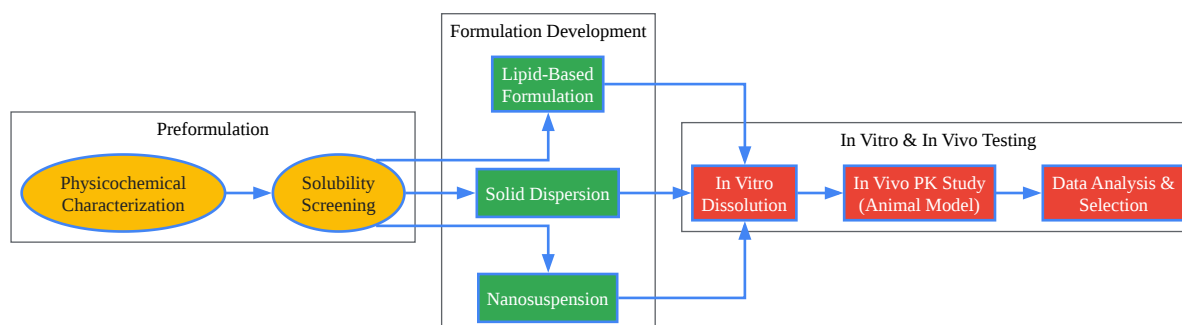 Preformulation
Physicochemical
Characterization
Solubility
Screening
Formulation Development
Lipid-Based
Formulation
Solid Dispersion
Nanosuspension
In Vitro & In Vivo Testing
In Vitro
Dissolution
In Vivo PK Study
(Animal Model)
Data Analysis &
Selection